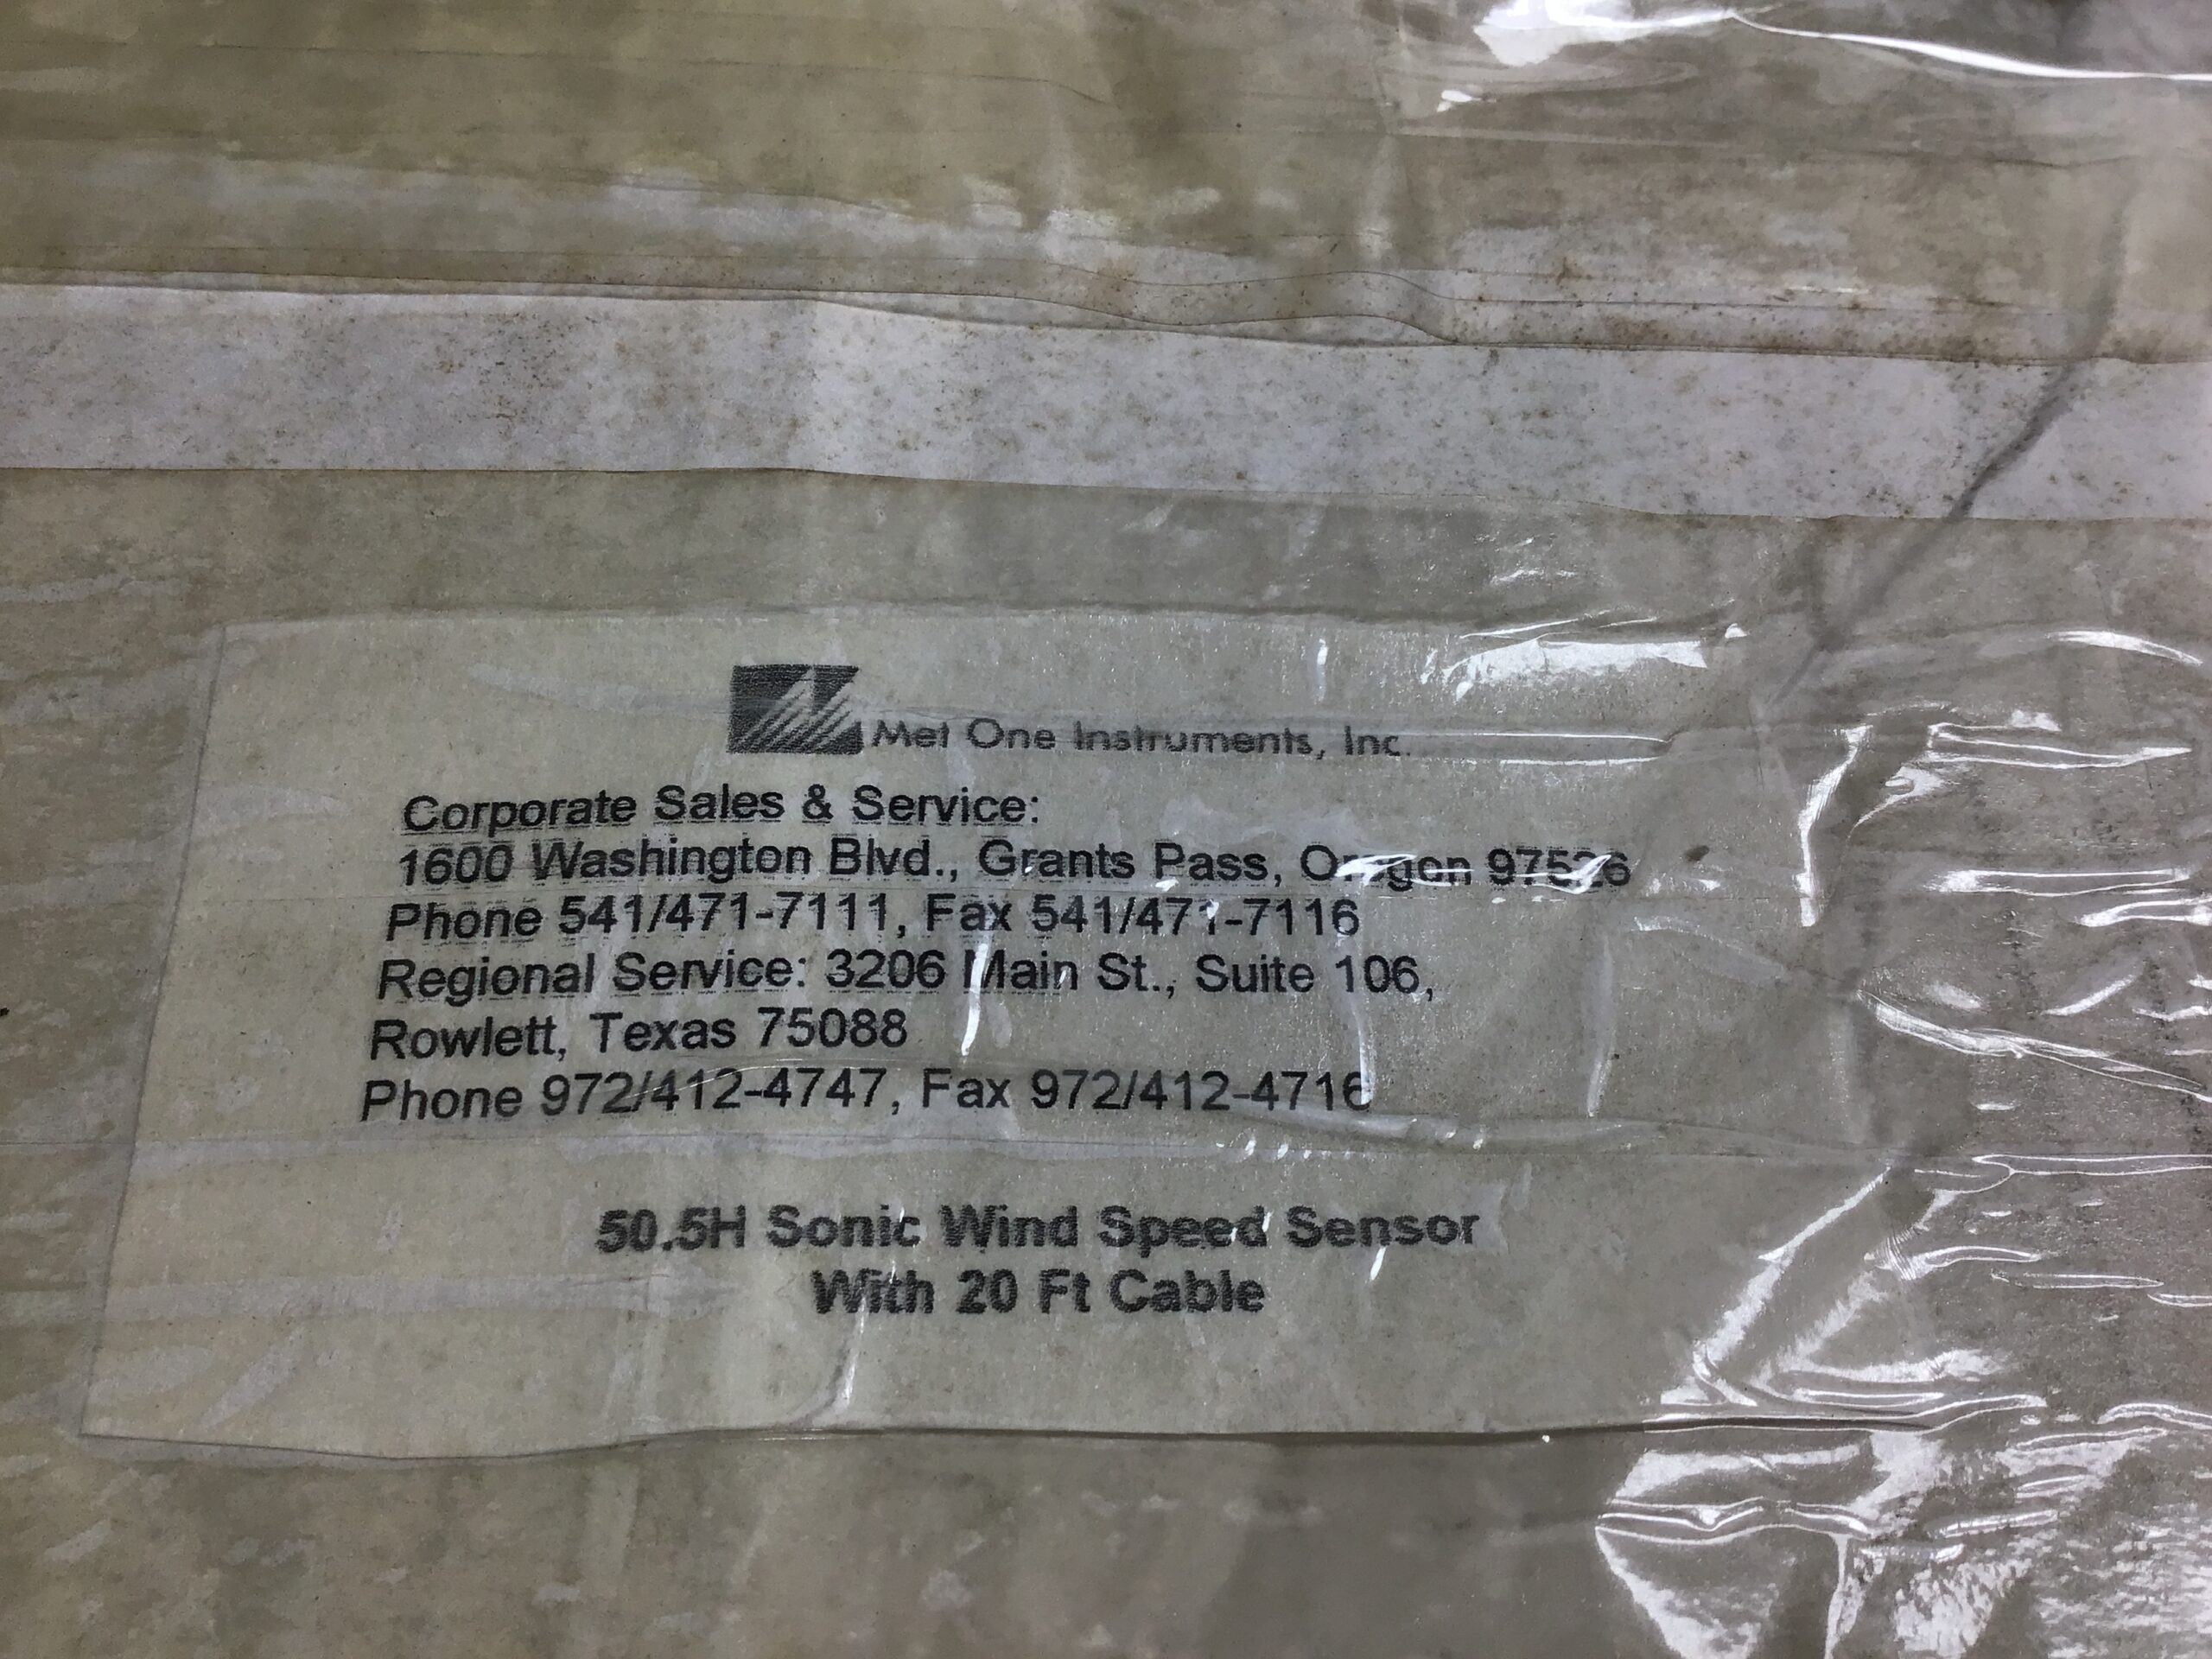 Met One Instruments, Inc.
Corporate Sales & Service:
1600 Washington Blvd., Grants Pass, Oregon 97526
Phone 541/471-7111, Fax 541/471-7116
Regional Service: 3206 Main St., Suite 106,
Rowlett, Texas 75088
Phone 972/412-4747, Fax 972/412-4716
50.5H Sonic Wind Speed Sensor
With 20 Ft Cable